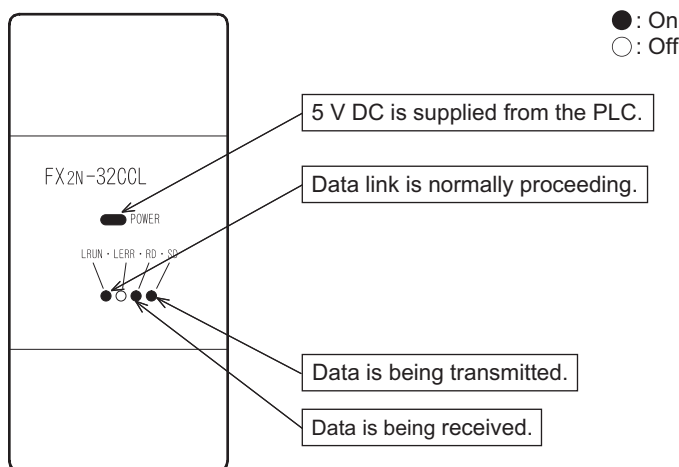 ●: On
○: Off
5 V DC is supplied from the PLC.
FX2N-32CCL
Data link is normally proceeding.
POWER
LRUN・LERR・RD・SD
Data is being transmitted.
Data is being received.